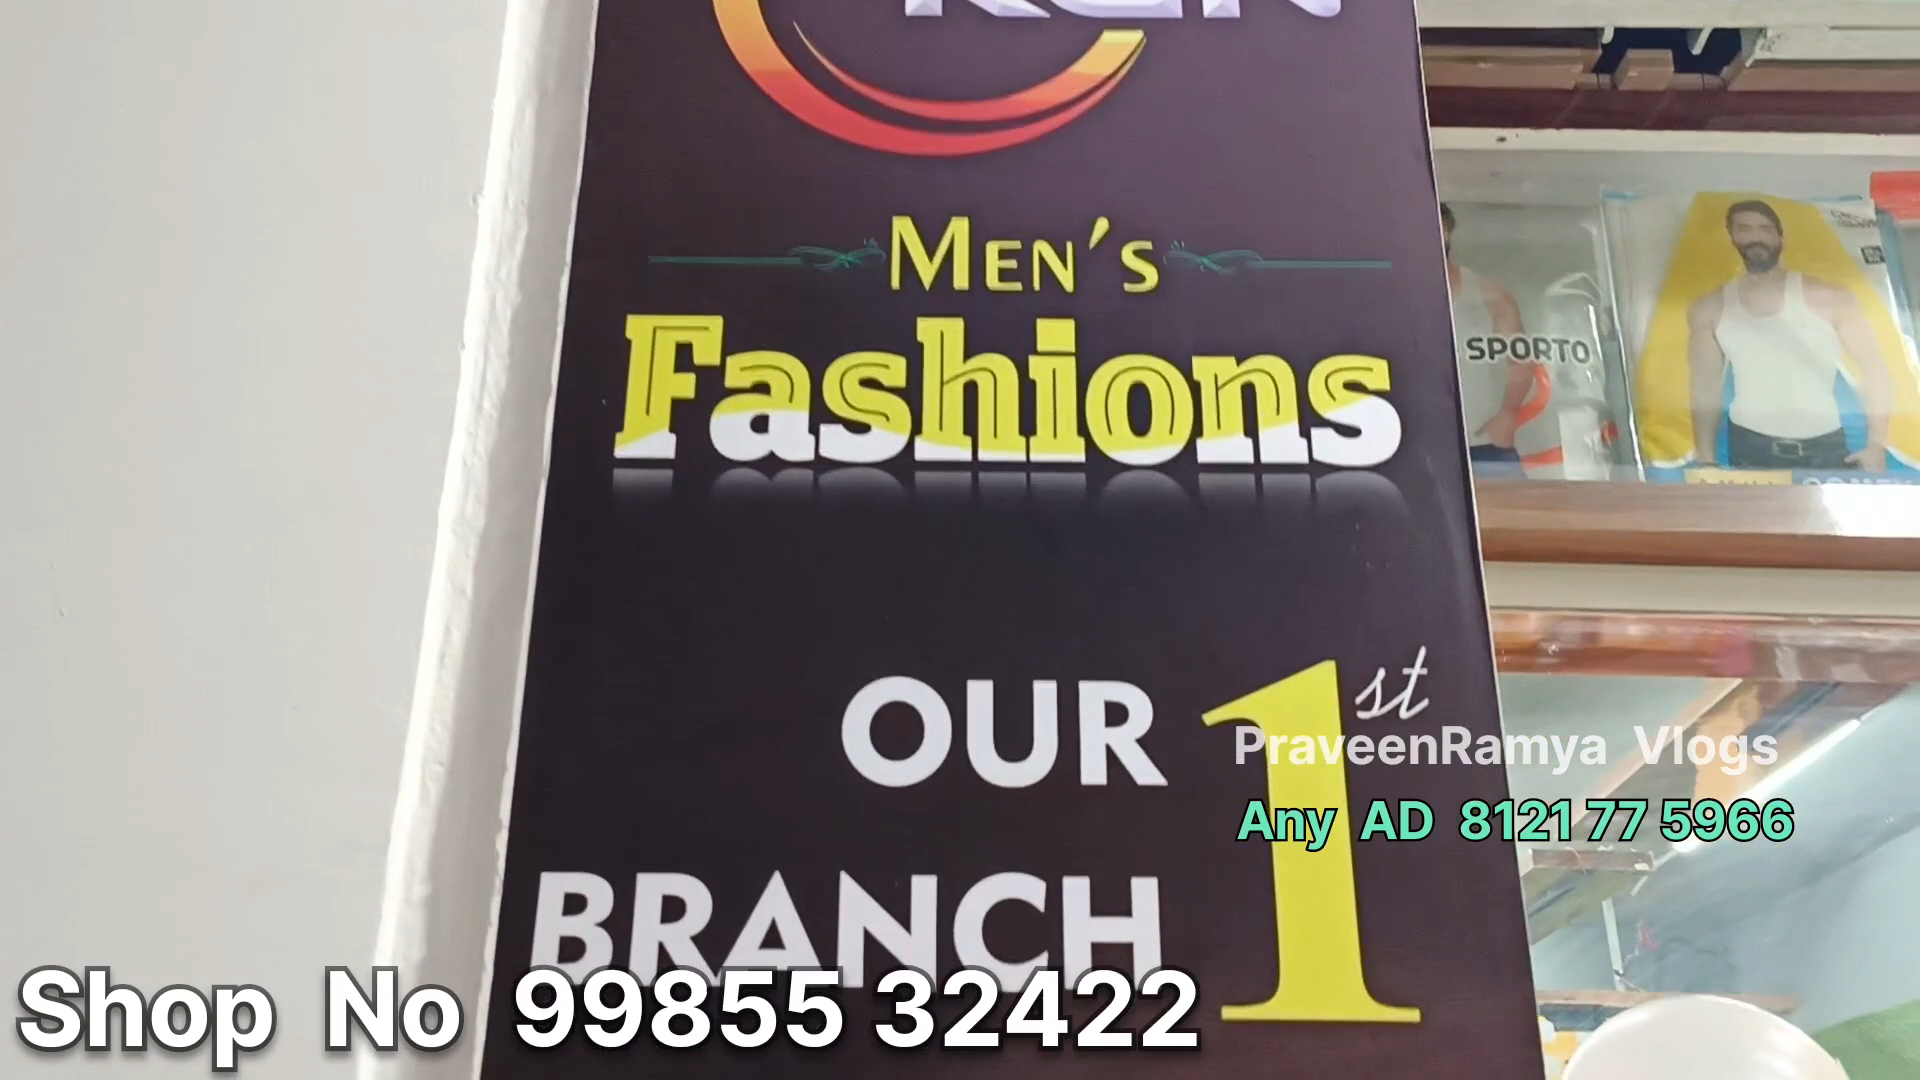 MEN'S
Fashions
SPORTO
OUR 1st
BRANCH
PraveenRamya Vlogs
Any AD 8121 77 5966
Shop No 99855 32422